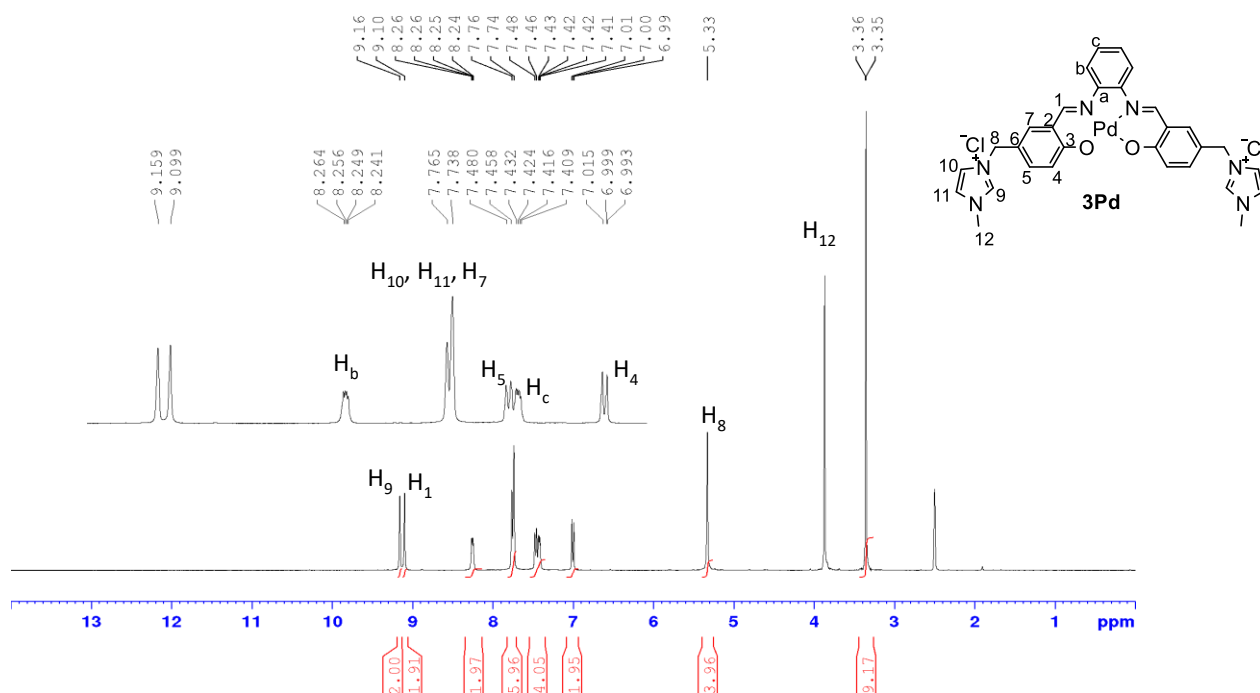 9.16 9.10 8.26 8.26 8.25 8.24 7.76 7.74 7.48 7.46 7.43 7.42 7.42 7.41 7.01 7.00 6.99 5.33 3.36 3.35
c
b
a
1
N N
7 2
Pd
−Cl 8 6 3 −Cl
O O
N+ 5 4 N+
10
11 9
N 3Pd N
12
9.159 9.099 8.264 8.256 8.249 8.241 7.765 7.738 7.480 7.458 7.432 7.424 7.416 7.409 7.015 6.999 6.993
H12
H10, H11, H7
Hb H5 Hc H4
H8
H9 H1
13 12 11 10 9 8 7 6 5 4 3 2 1 ppm
2.00 1.91 1.97 5.96 4.05 1.95 3.96 9.17